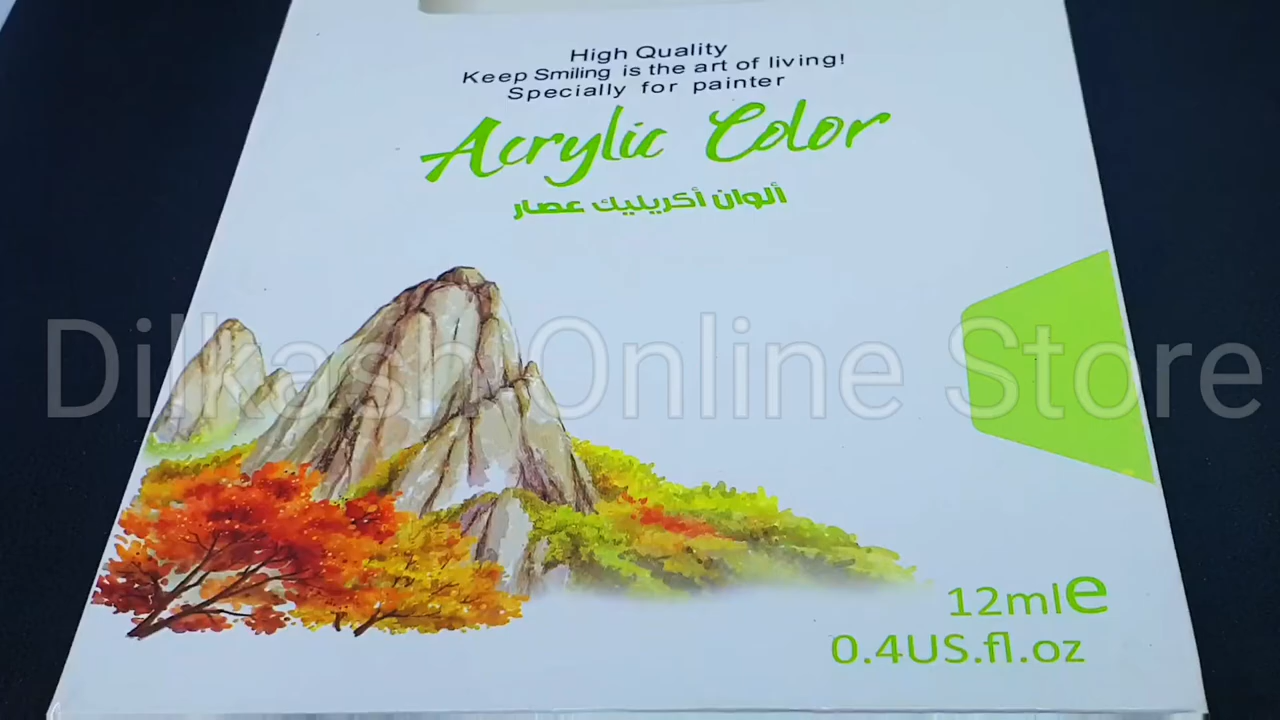 High Quality
Keep Smiling is the art of living!
Specially for painter
Acrylic Color
ألوان أكريليك عصار
Dilkash Online Store
12ml℮
0.4US.fl.oz